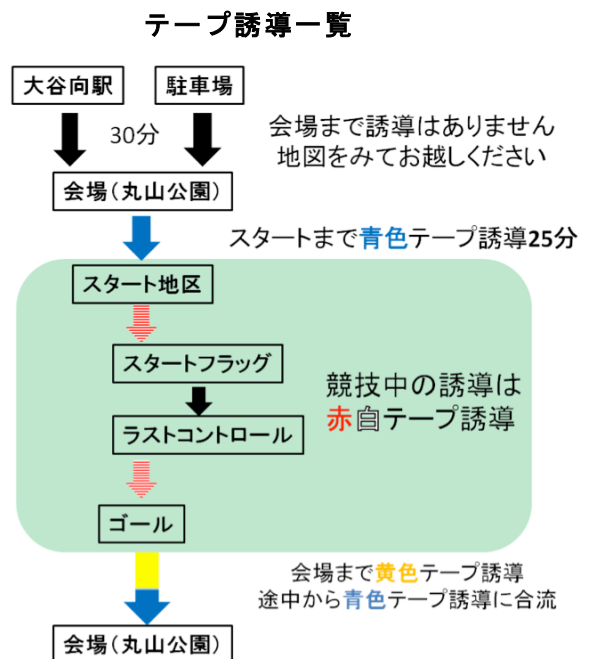 テープ誘導一覧
大谷向駅
駐車場
30分
会場まで誘導はありません
地図をみてお越しください
会場(丸山公園)
スタートまで青色テープ誘導25分
スタート地区
スタートフラッグ
競技中の誘導は
赤白テープ誘導
ラストコントロール
ゴール
会場まで黄色テープ誘導
途中から青色テープ誘導に合流
会場(丸山公園)